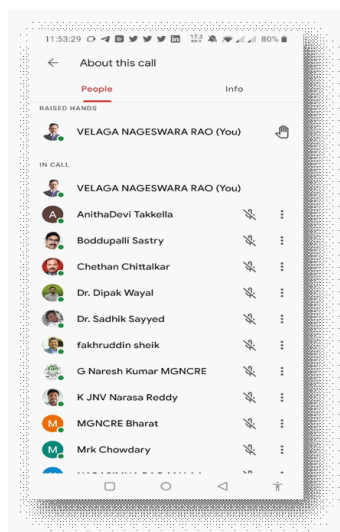 11:53:29 17.3 80%
About this call
People Info
RAISED HANDS
VELAGA NAGESWARA RAO (You)
IN CALL
VELAGA NAGESWARA RAO (You)
A AnithaDevi Takkella
Boddupalli Sastry
Chethan Chittalkar
Dr. Dipak Wayal
Dr. Sadhik Sayyed
fakhruddin sheik
G Naresh Kumar MGNCRE
K JNV Narasa Reddy
M MGNCRE Bharat
M Mrk Chowdary